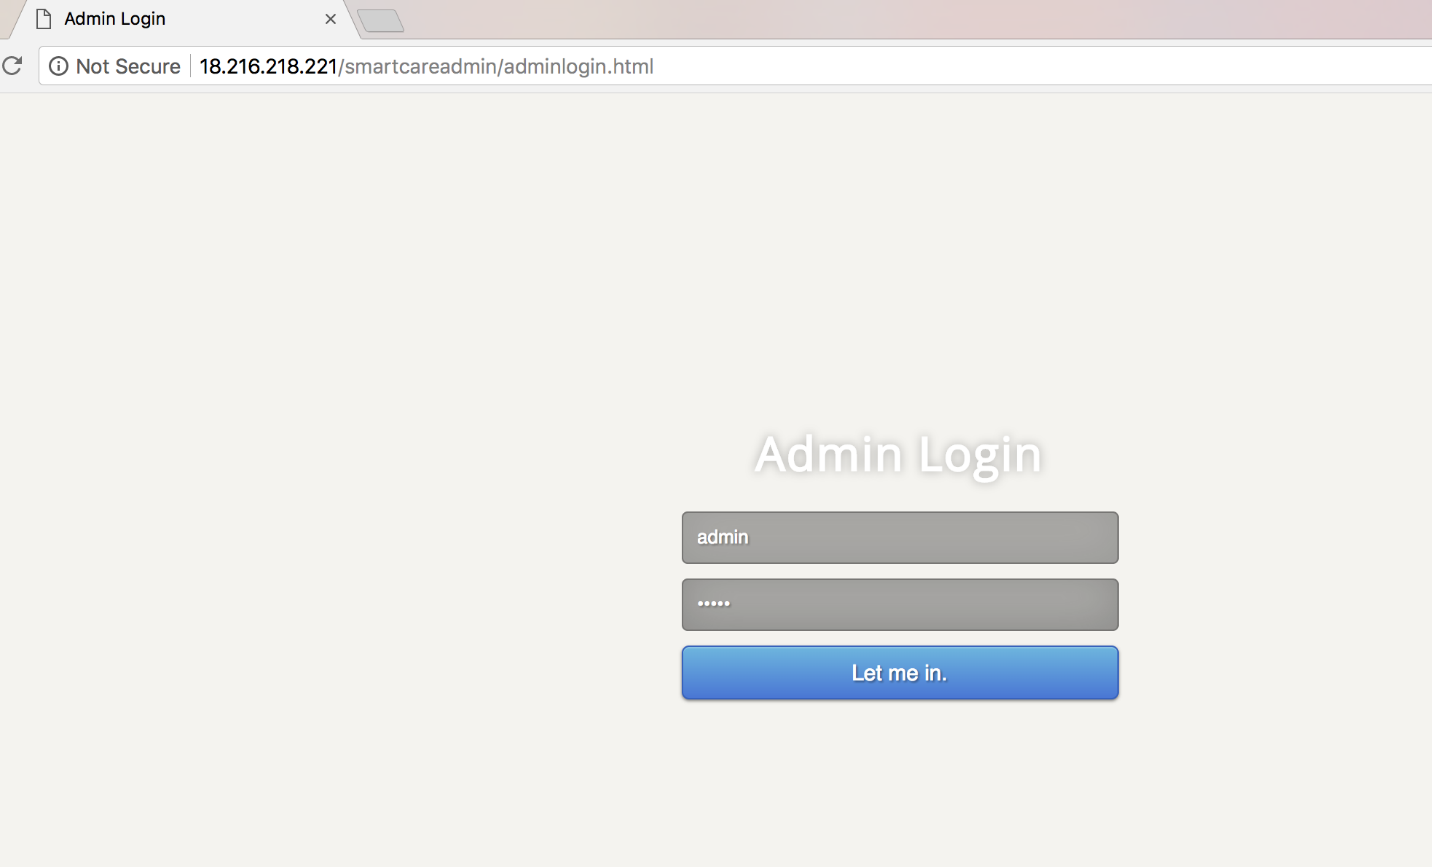 Admin Login
Not Secure 18.216.218.221/smartcareadmin/adminlogin.html
Admin Login
admin
•••••
Let me in.